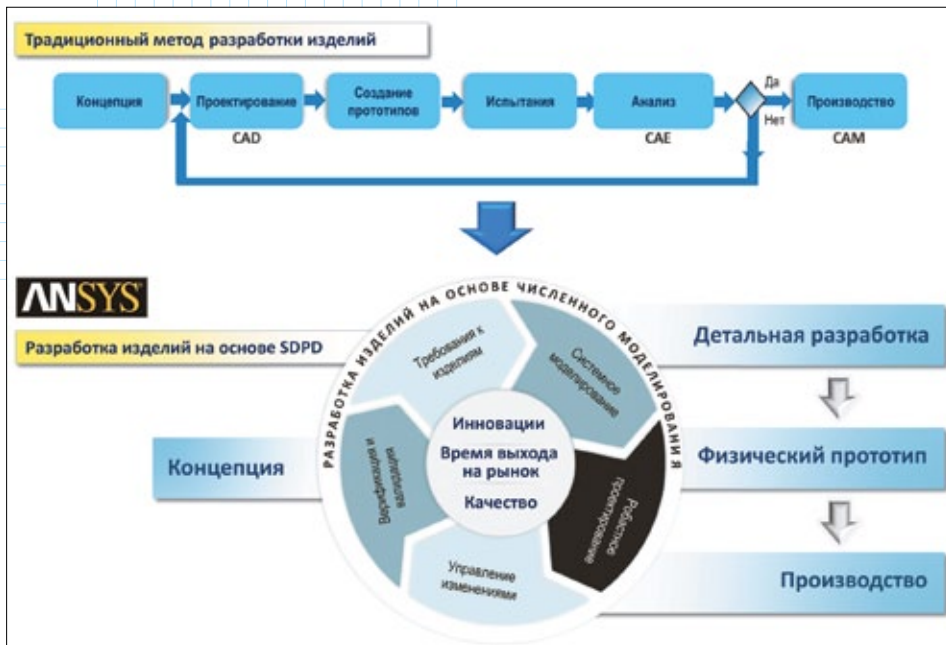 Традиционный метод разработки изделий
Концепция
Проектирование
Создание
прототипов
Испытания
Анализ
Да
Нет
Производство
CAD
CAE
CAM
ANSYS
Разработка изделий на основе SDPD
РАЗРАБОТКА ИЗДЕЛИЙ НА ОСНОВЕ ЧИСЛЕННОГО МОДЕЛИРОВАНИЯ
Требования к
изделиям
Системное
моделирование
Робастное
проектирование
Управление
изменениями
Верификация и
валидация
Инновации
Время выхода
на рынок
Качество
Концепция
Детальная разработка
Физический прототип
Производство